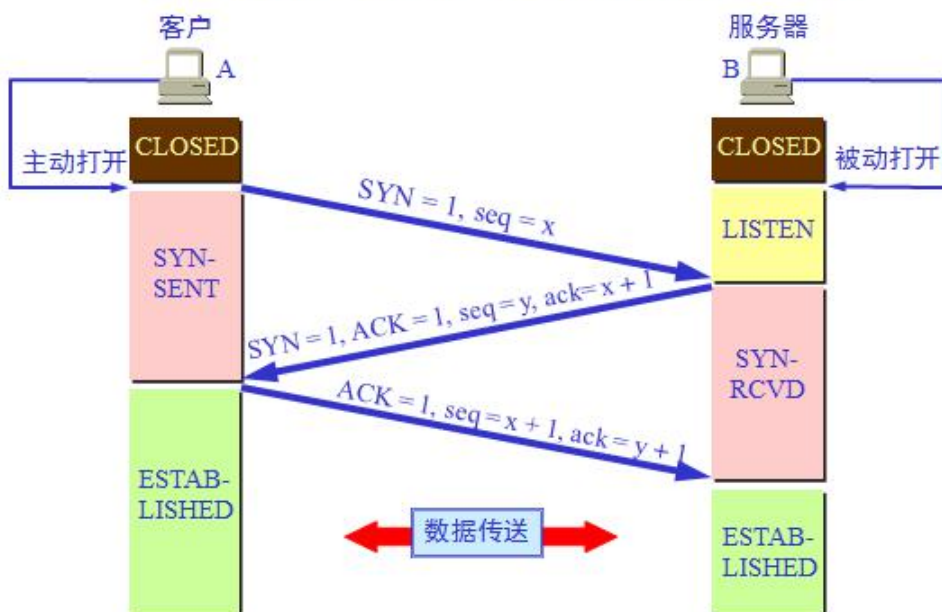 客户
服务器
A
B
CLOSED
CLOSED
主动打开
被动打开
SYN = 1, seq = x
LISTEN
SYN-
SENT
SYN = 1, ACK = 1, seq = y, ack= x + 1
SYN-
RCVD
ACK = 1, seq = x + 1, ack = y + 1
ESTAB-
LISHED
数据传送
ESTAB-
LISHED